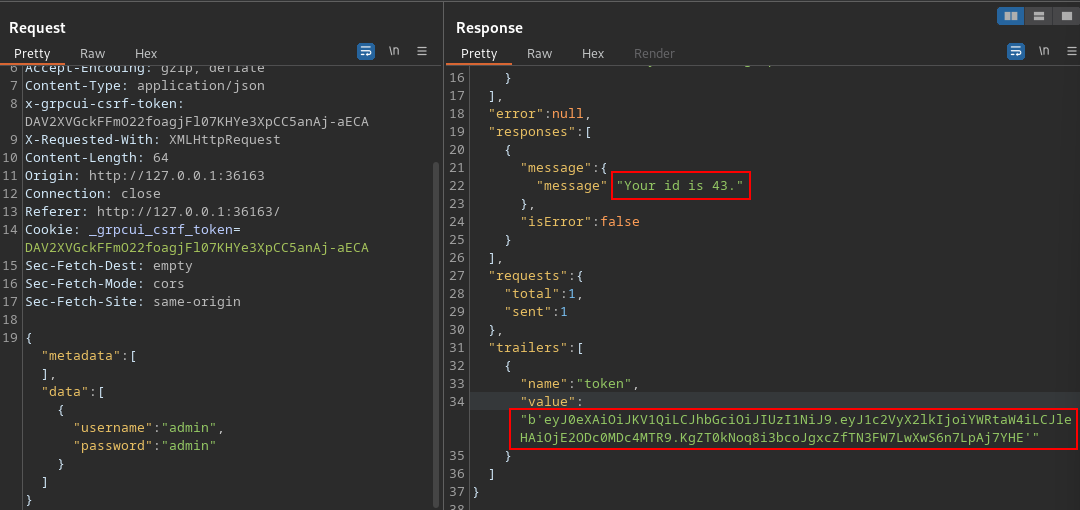 Request
Pretty Raw Hex
\n
6 Accept-Encoding: gzip, deflate
7 Content-Type: application/json
8 x-grpcui-csrf-token:
DAV2XVGckFFmO22foagjFl07KHYe3XpCC5anAj-aECA
9 X-Requested-With: XMLHttpRequest
10 Content-Length: 64
11 Origin: http://127.0.0.1:36163
12 Connection: close
13 Referer: http://127.0.0.1:36163/
14 Cookie: _grpcui_csrf_token=
DAV2XVGckFFmO22foagjFl07KHYe3XpCC5anAj-aECA
15 Sec-Fetch-Dest: empty
16 Sec-Fetch-Mode: cors
17 Sec-Fetch-Site: same-origin
18
19 {
"metadata":[
],
"data":[
{
"username":"admin",
"password":"admin"
}
]
}
Response
Pretty Raw Hex Render
\n
16 }
17 ],
18 "error":null,
19 "responses":[
20 {
21 "message":{
22 "message" "Your id is 43."
23 },
24 "isError":false
25 }
26 ],
27 "requests":{
28 "total":1,
29 "sent":1
30 },
31 "trailers":[
32 {
33 "name":"token",
34 "value":
"b'eyJ0eXAiOiJKV1QiLCJhbGciOiJIUzI1NiJ9.eyJ1c2VyX2lkIjoiYWRtaW4iLCJle
HAiOjE2ODc0MDc4MTR9.KgZT0kNoq8i3bcoJgxcZfTN3FW7LwXwS6n7LpAj7YHE'"
35 }
36 ]
37 }
38